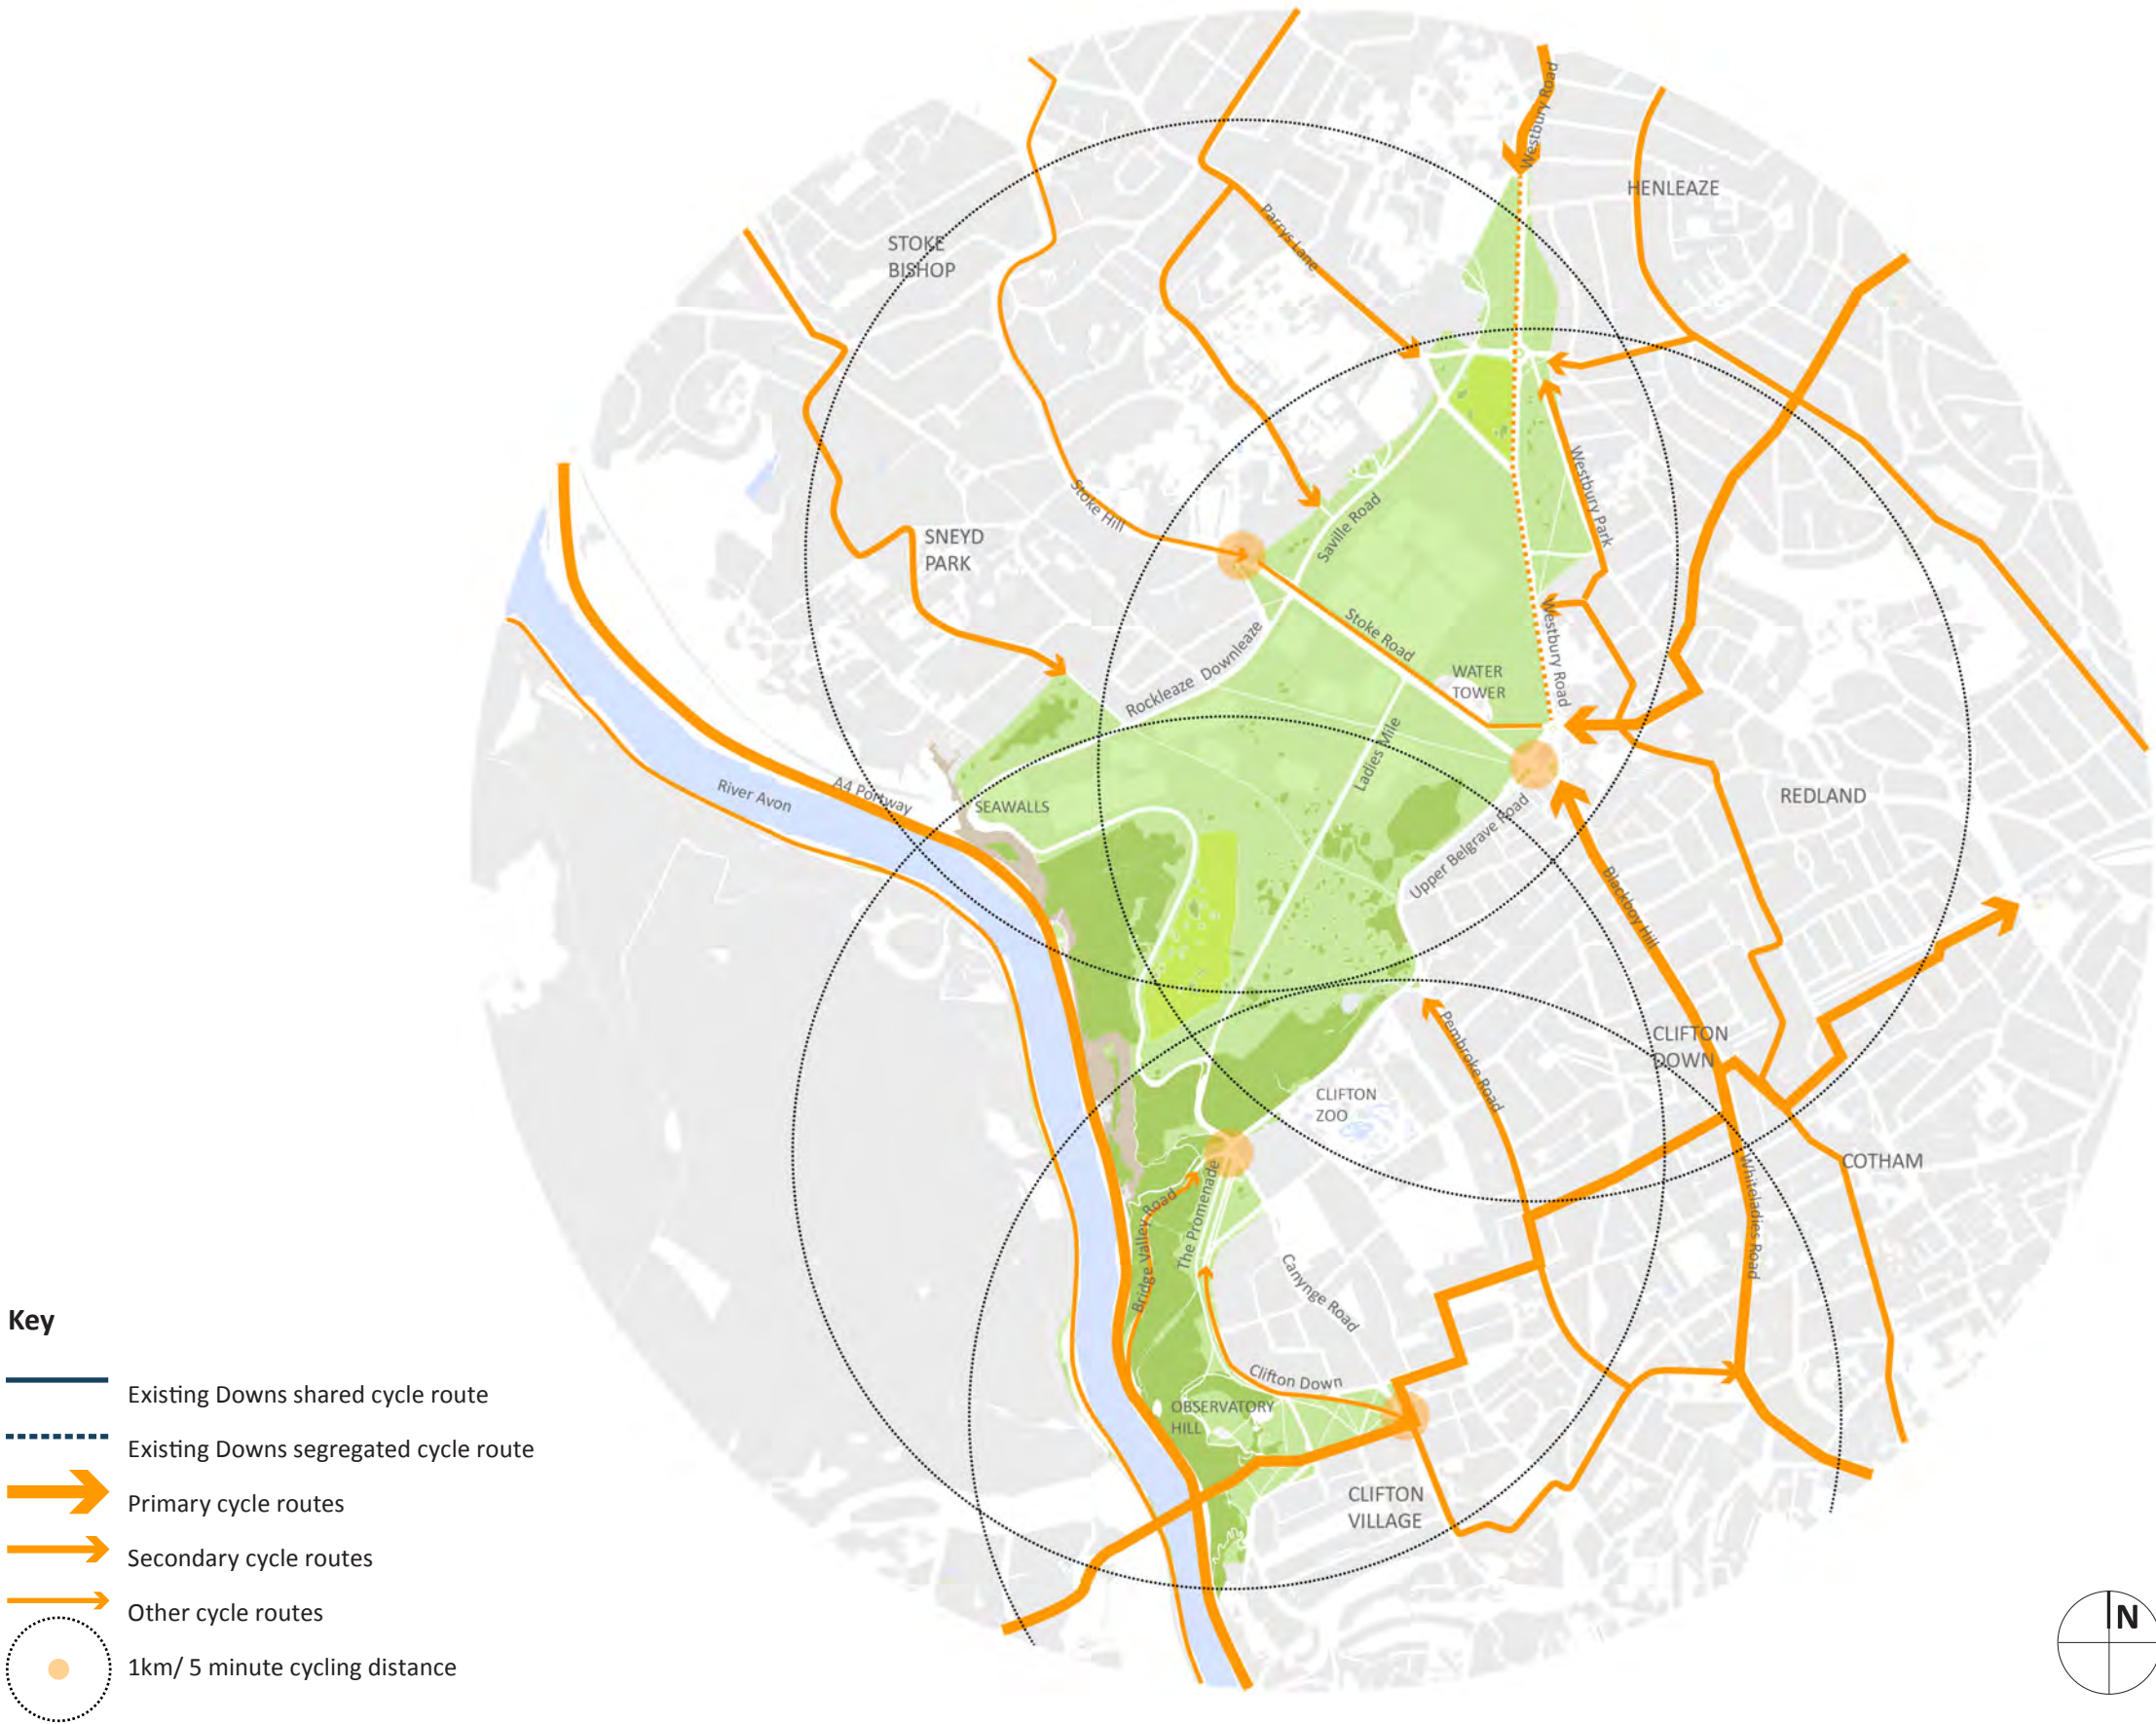 Westbury Road
HENLEAZE
Parrys Lane
STOKE
BISHOP
Westbury Park
Stoke Hill
Saville Road
SNEYD
PARK
Stoke Road
Westbury Road
Rockleaze Downleaze
WATER
TOWER
Ladies Mile
River Avon
A4 Portway
SEAWALLS
REDLAND
Upper Belgrave Road
Blackboy Hill
Pembroke Road
CLIFTON
DOWN
CLIFTON
ZOO
COTHAM
Whiteladies Road
The Promenade
Bridge Valley Road
Canynge Road
Clifton Down
OBSERVATORY
HILL
CLIFTON
VILLAGE
Key
Existing Downs shared cycle route
Existing Downs segregated cycle route
Primary cycle routes
Secondary cycle routes
Other cycle routes
1km/ 5 minute cycling distance
N